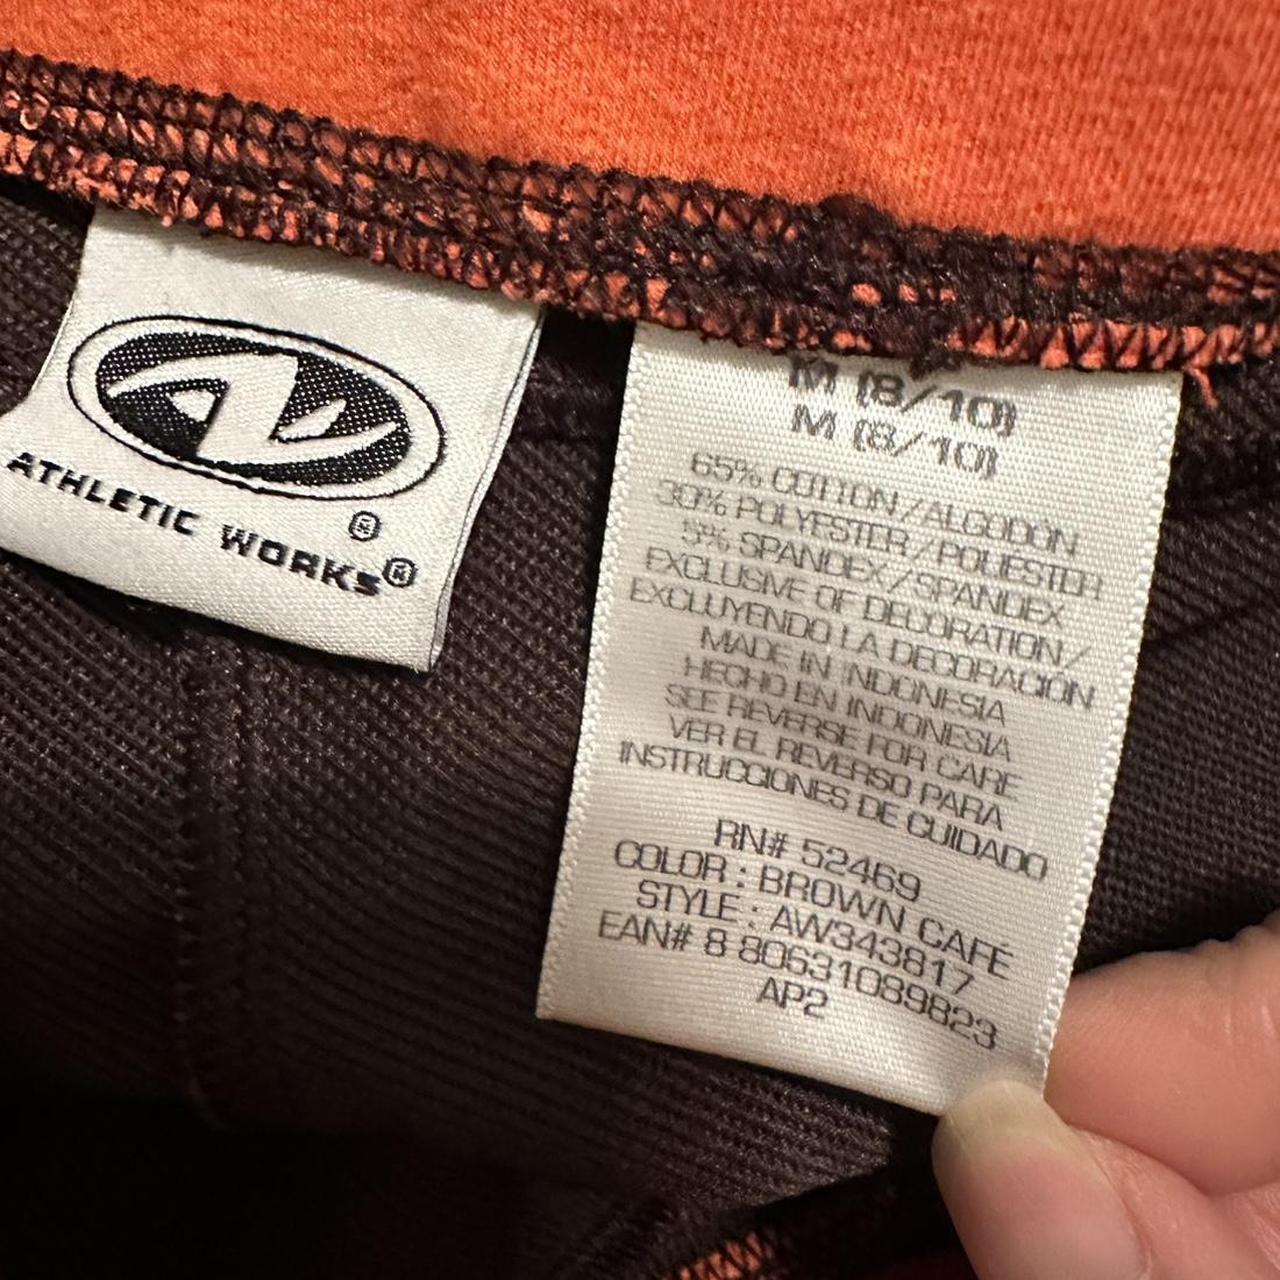 ATHLETIC WORKS®
®
M (8/10)
M (8/10)
65% COTTON/ALGODÓN
30% POLYESTER/POLIESTER
5% SPANDEX/SPANDEX
EXCLUSIVE OF DECORATION/
EXCLUYENDO LA DECORACIÓN
MADE IN INDONESIA
HECHO EN INDONESIA
SEE REVERSE FOR CARE
VER EL REVERSO PARA
INSTRUCCIONES DE CUIDADO
RN# 52469
COLOR : BROWN CAFÉ
STYLE : AW343817
EAN# 8 80631089823
AP2